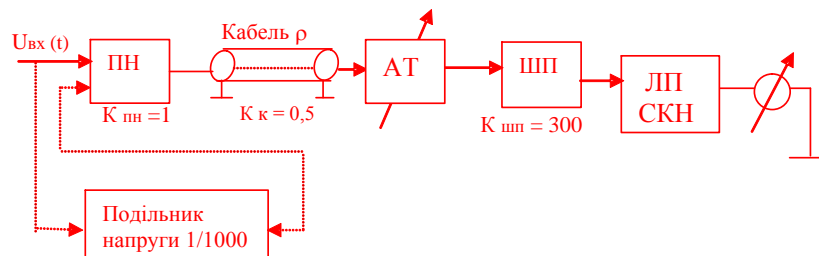 Uвх (t)
ПН
К пн =1
Кабель ρ
К к = 0,5
АТ
ШП
К шп = 300
ЛП
СКН
Подільник
напруги 1/1000